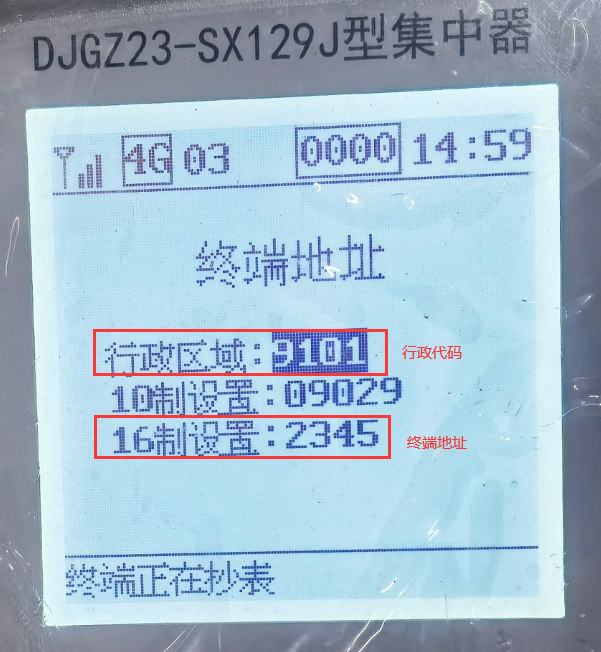 DJGZ23-SX129J型集中器
4G 03 0000 14:59
终端地址
行政区域:9101 行政代码
10制设置:09029
16制设置:2345 终端地址
终端正在抄表